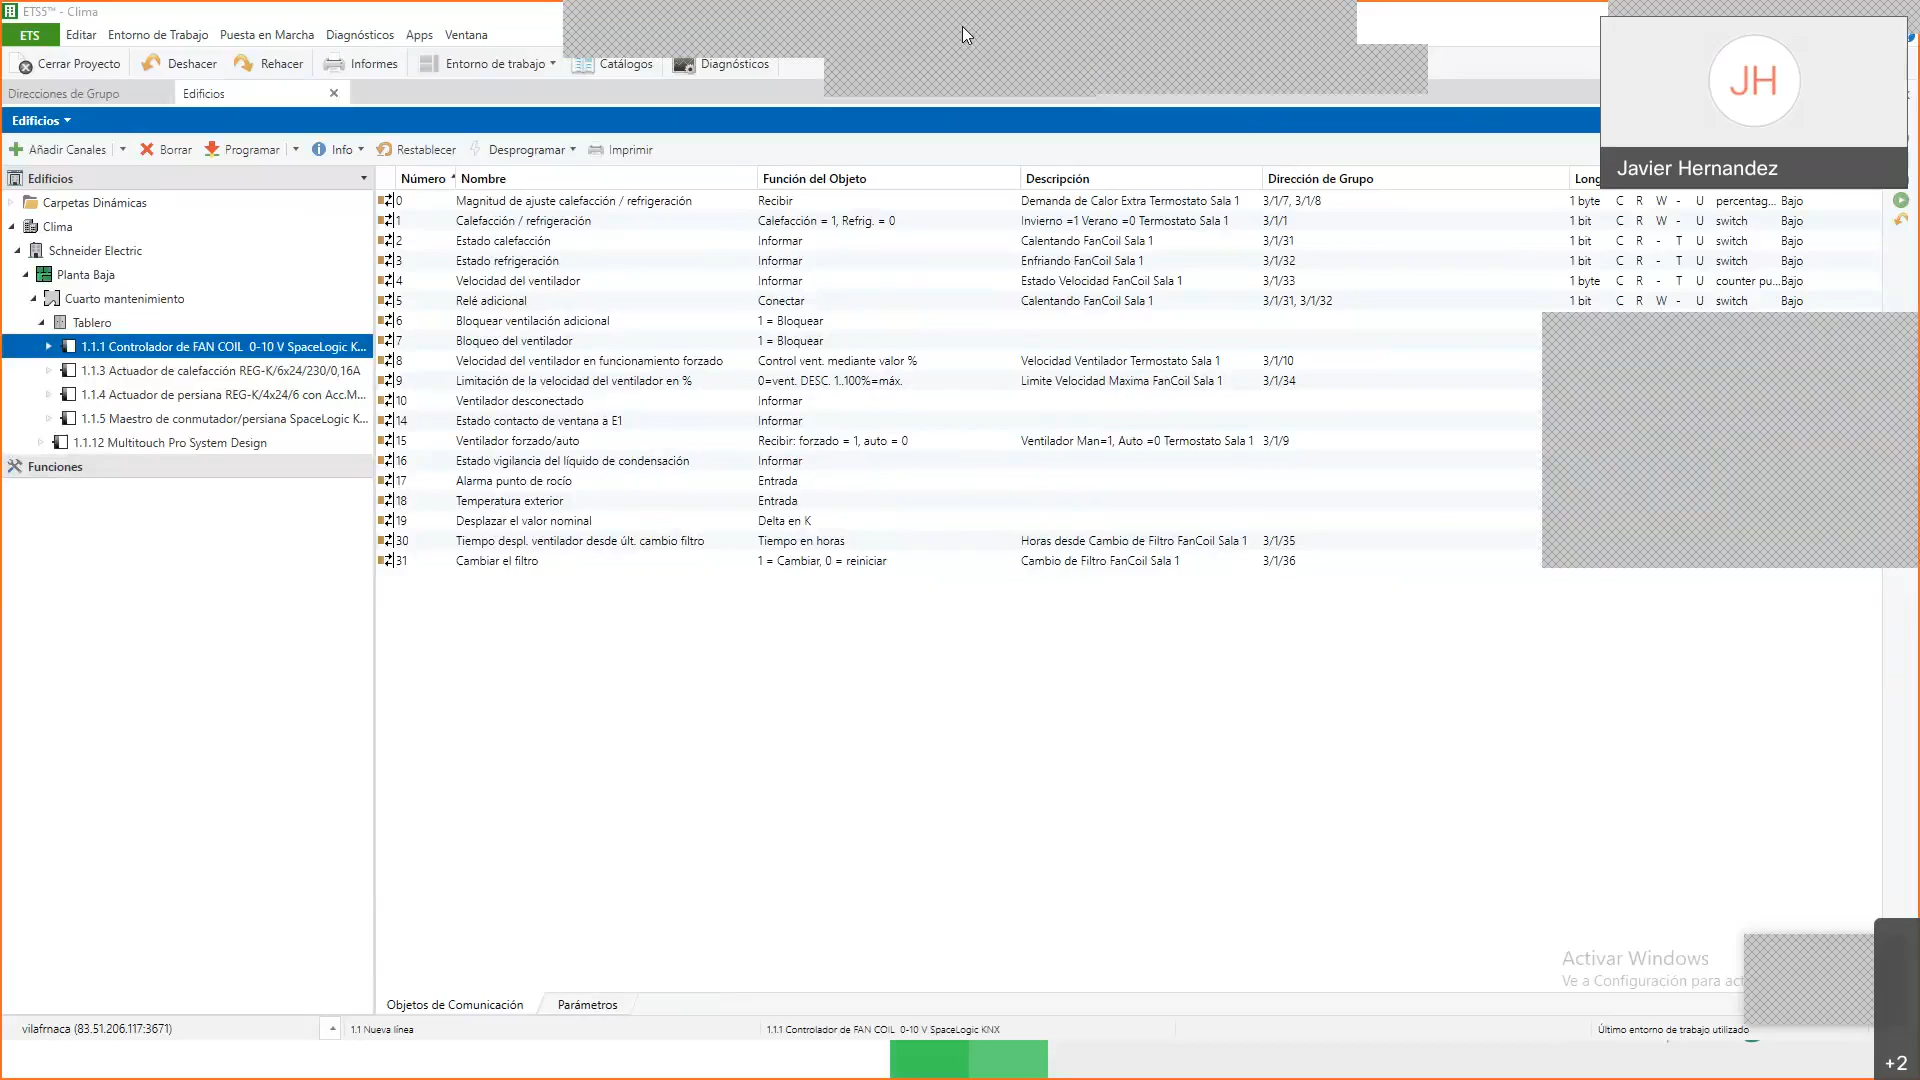 ETS5™ - Clima
ETS Editar Entorno de Trabajo Puesta en Marcha Diagnósticos Apps Ventana
Cerrar Proyecto Deshacer Rehacer Informes Entorno de trabajo Catálogos Diagnósticos
Direcciones de Grupo Edificios
JH
Javier Hernandez
Edificios
Añadir Canales Borrar Programar Info Restablecer Desprogramar Imprimir
Edificios
Carpetas Dinámicas
Clima
Schneider Electric
Planta Baja
Cuarto mantenimiento
Tablero
1.1.1 Controlador de FAN COIL 0-10 V SpaceLogic K...
1.1.3 Actuador de calefacción REG-K/6x24/230/0,16A
1.1.4 Actuador de persiana REG-K/4x24/6 con Acc.M...
1.1.5 Maestro de conmutador/persiana SpaceLogic K...
1.1.12 Multitouch Pro System Design
Funciones
Número Nombre Función del Objeto Descripción Dirección de Grupo Long
0 Magnitud de ajuste calefacción / refrigeración Recibir Demanda de Calor Extra Termostato Sala 1 3/1/7, 3/1/8 1 byte C R W - U percentag... Bajo
1 Calefacción / refrigeración Calefacción = 1, Refrig. = 0 Invierno =1 Verano =0 Termostato Sala 1 3/1/1 1 bit C R W - U switch Bajo
2 Estado calefacción Informar Calentando FanCoil Sala 1 3/1/31 1 bit C R - T U switch Bajo
3 Estado refrigeración Informar Enfriando FanCoil Sala 1 3/1/32 1 bit C R - T U switch Bajo
4 Velocidad del ventilador Informar Estado Velocidad FanCoil Sala 1 3/1/33 1 byte C R - T U counter pu... Bajo
5 Relé adicional Conectar Calentando FanCoil Sala 1 3/1/31, 3/1/32 1 bit C R W - U switch Bajo
6 Bloquear ventilación adicional 1 = Bloquear
7 Bloqueo del ventilador 1 = Bloquear
8 Velocidad del ventilador en funcionamiento forzado Control vent. mediante valor % Velocidad Ventilador Termostato Sala 1 3/1/10
9 Limitación de la velocidad del ventilador en % 0=vent. DESC. 1..100%=máx. Limite Velocidad Maxima FanCoil Sala 1 3/1/34
10 Ventilador desconectado Informar
14 Estado contacto de ventana a E1 Informar
15 Ventilador forzado/auto Recibir: forzado = 1, auto = 0 Ventilador Man=1, Auto =0 Termostato Sala 1 3/1/9
16 Estado vigilancia del líquido de condensación Informar
17 Alarma punto de rocío Entrada
18 Temperatura exterior Entrada
19 Desplazar el valor nominal Delta en K
30 Tiempo despl. ventilador desde últ. cambio filtro Tiempo en horas Horas desde Cambio de Filtro FanCoil Sala 1 3/1/35
31 Cambiar el filtro 1 = Cambiar, 0 = reiniciar Cambio de Filtro FanCoil Sala 1 3/1/36
Activar Windows
Ve a Configuración para act
Objetos de Comunicación Parámetros
vilafrnaca (83.51.206.117:3671) 1.1 Nueva línea 1.1.1 Controlador de FAN COIL 0-10 V SpaceLogic KNX Último entorno de trabajo utilizado
+2